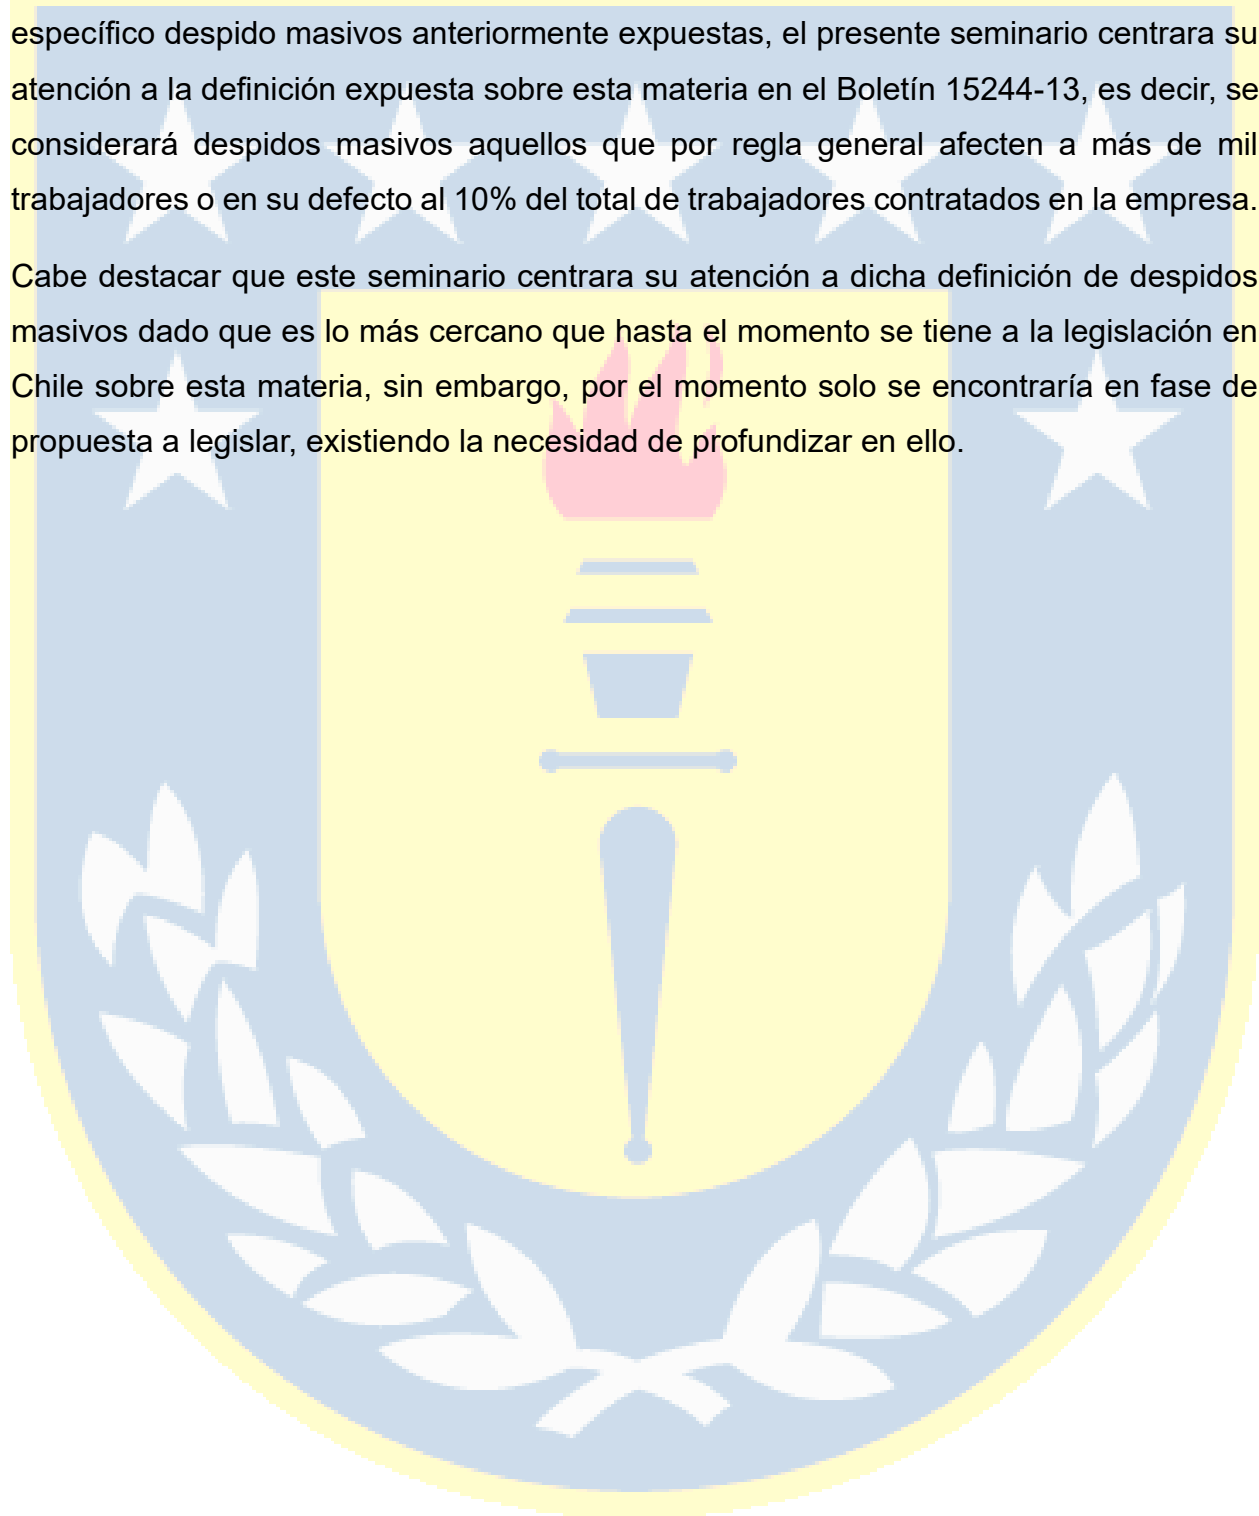 específico despido masivos anteriormente expuestas, el presente seminario centrara su
atención a la definición expuesta sobre esta materia en el Boletín 15244-13, es decir, se
considerará despidos masivos aquellos que por regla general afecten a más de mil
trabajadores o en su defecto al 10% del total de trabajadores contratados en la empresa.
Cabe destacar que este seminario centrara su atención a dicha definición de despidos
masivos dado que es lo más cercano que hasta el momento se tiene a la legislación en
Chile sobre esta materia, sin embargo, por el momento solo se encontraría en fase de
propuesta a legislar, existiendo la necesidad de profundizar en ello.